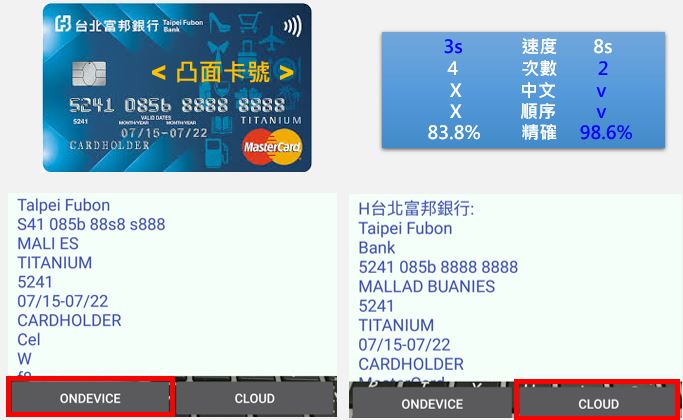 台北富邦銀行 Taipei Fubon Bank
< 凸面卡號 >
5241 085b 8888 8888
5241
VALID DATES
MONTH/YEAR MONTH/YEAR
TITANIUM
07/15-07/22
CARDHOLDER
MasterCard
3s 速度 8s
4 次數 2
X 中文 v
X 順序 v
83.8% 精確 98.6%
Talpei Fubon
S41 085b 88s8 s888
MALI ES
TITANIUM
5241
07/15-07/22
CARDHOLDER
Cel
W
ONDEVICE CLOUD
H台北富邦銀行:
Taipei Fubon
Bank
5241 085b 8888 8888
MALLAD BUANIES
5241
TITANIUM
07/15-07/22
CARDHOLDER
MasterCard
ONDEVICE CLOUD